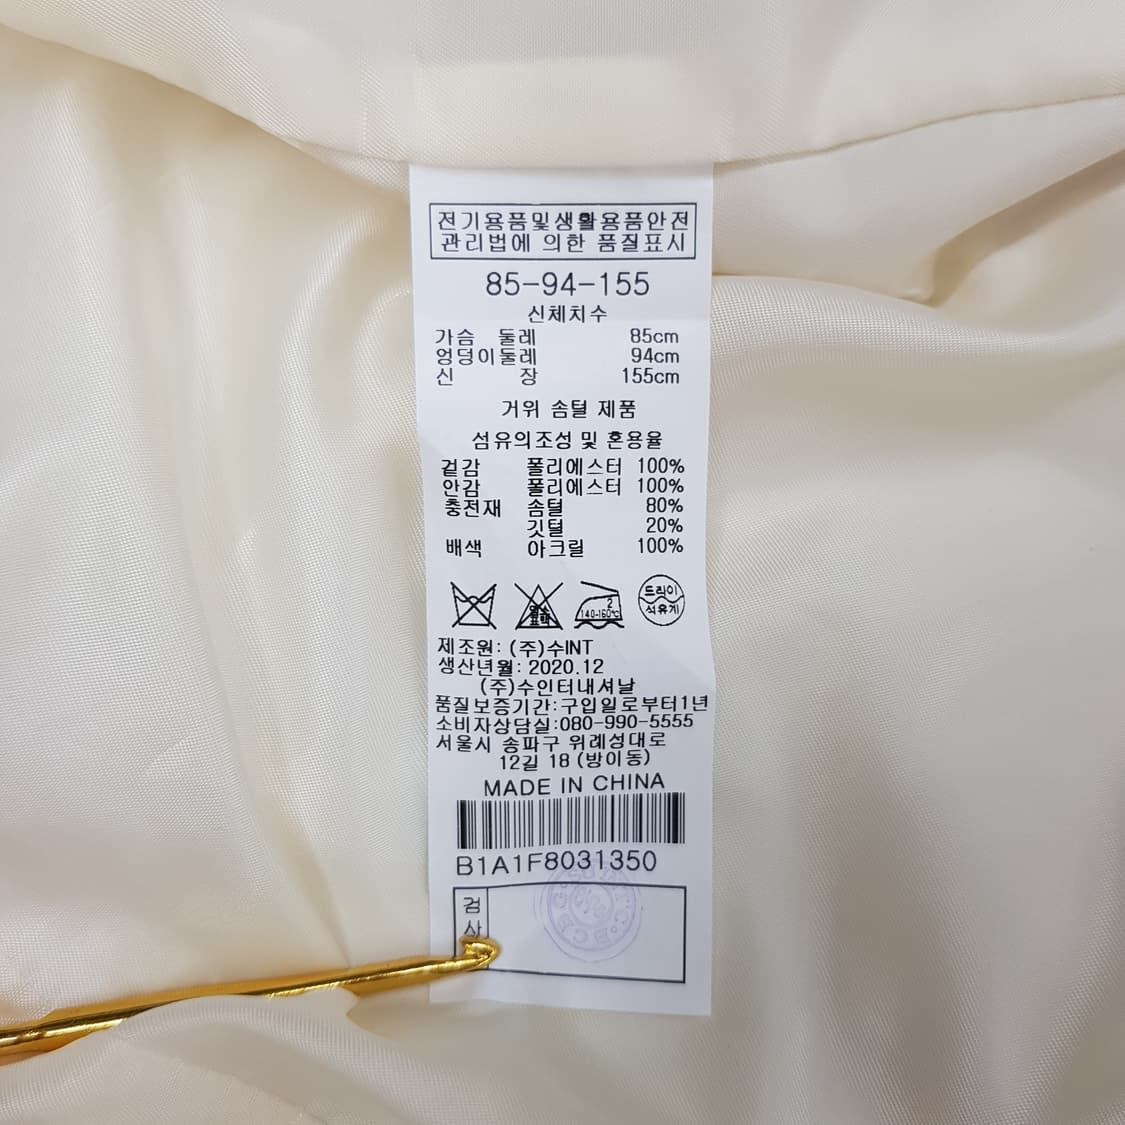 전기용품및생활용품안전
관리법에 의한 품질표시
85-94-155
신체치수
가슴 둘레 85cm
엉덩이둘레 94cm
신 장 155cm
거위 솜털 제품
섬유의조성 및 혼용율
겉감 폴리에스터 100%
안감 폴리에스터 100%
충전재 솜털 80%
깃털 20%
배색 아크릴 100%
염소 표백
2 140-160℃
드라이
석유계
제조원: (주)수INT
생산년월: 2020.12
(주)수인터내셔날
품질보증기간:구입일로부터1년
소비자상담실:080-990-5555
서울시 송파구 위례성대로
12길 18 (방이동)
MADE IN CHINA
B1A1F8031350
검
사